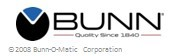 BUNN
Quality Since 1840
©2008 Bunn-O-Matic Corporation